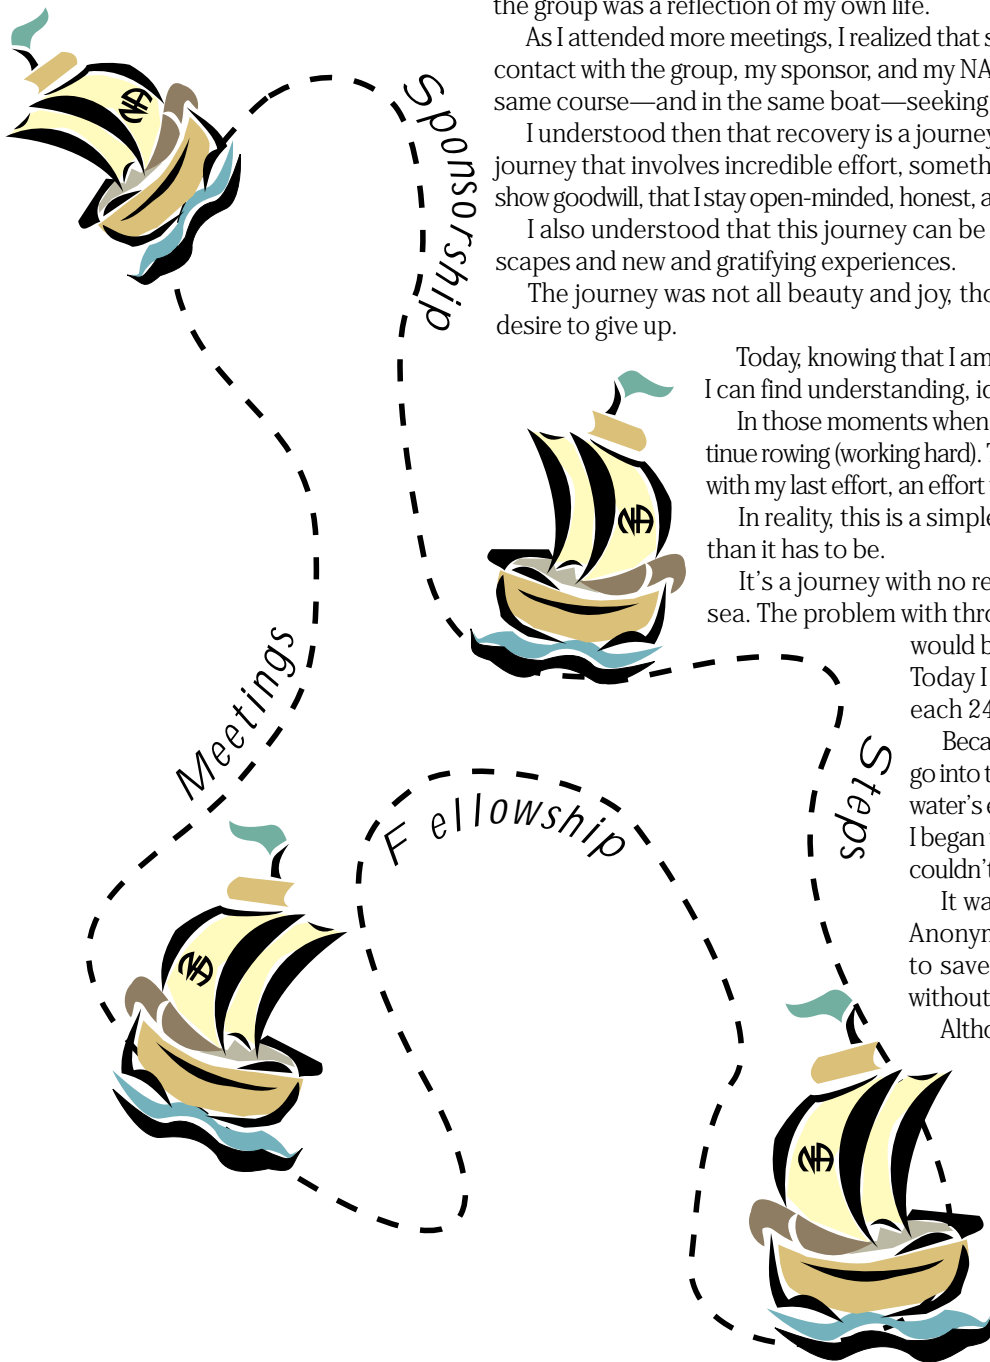 the group was a reflection of my own life.
As I attended more meetings, I realized that s
contact with the group, my sponsor, and my NA
same course—and in the same boat—seeking
I understood then that recovery is a journey
journey that involves incredible effort, someth
show goodwill, that I stay open-minded, honest, a
I also understood that this journey can be
scapes and new and gratifying experiences.
The journey was not all beauty and joy, tho
desire to give up.
Today, knowing that I am
I can find understanding, id
In those moments when
tinue rowing (working hard). T
with my last effort, an effort
In reality, this is a simple
than it has to be.
It's a journey with no re
sea. The problem with thro
would b
Today I
each 24
Beca
go into t
water's e
I began
couldn't
It wa
Anonym
to save
without
Altho
Sponsorship
Meetings
Fellowship
Steps
NA
NA
NA
NA